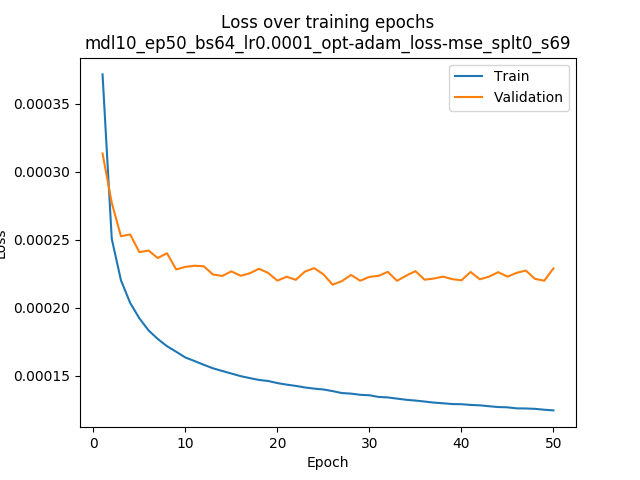 Loss over training epochs
mdl10_ep50_bs64_lr0.0001_opt-adam_loss-mse_splt0_s69
Train
Validation
0.00035
0.00030
0.00025
0.00020
0.00015
Loss
0
10
20
30
40
50
Epoch